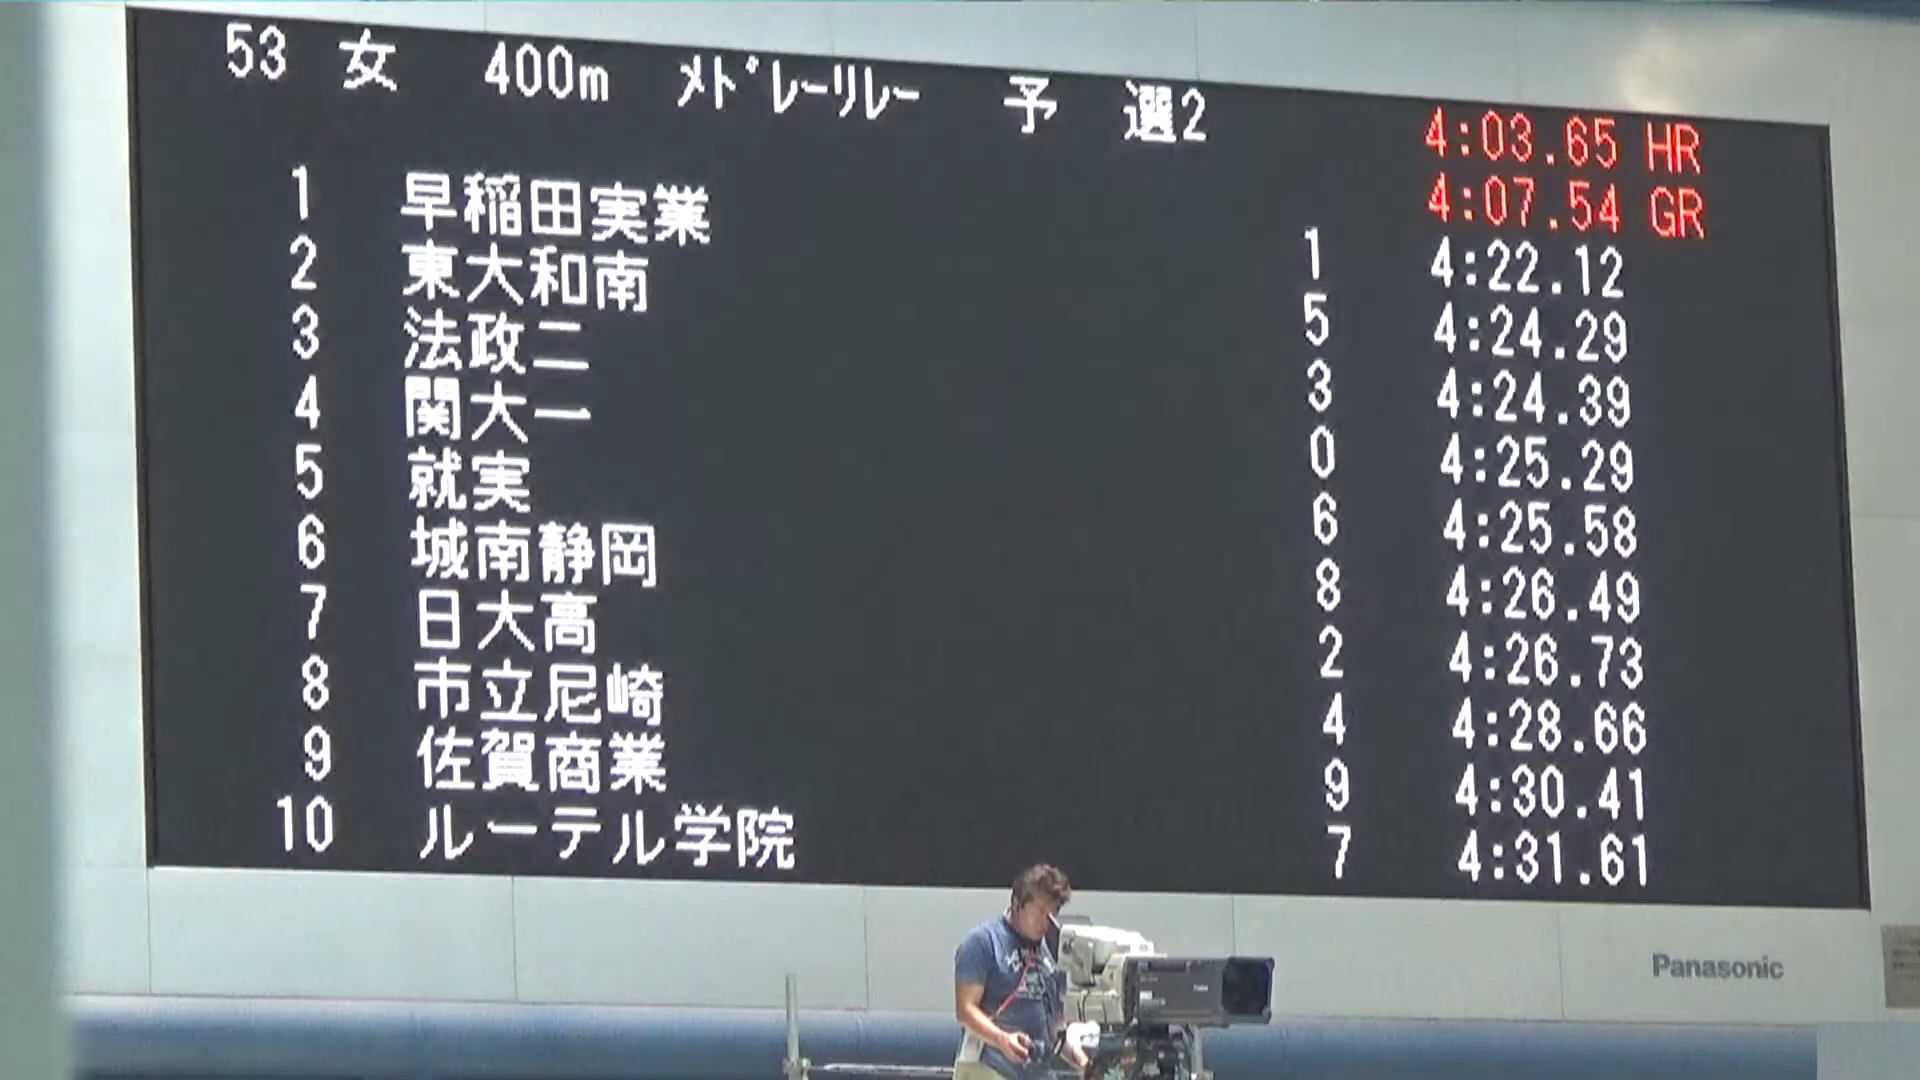 53 女 400m ﾒﾄﾞﾚｰﾘﾚｰ 予 選2
4:03.65 HR
4:07.54 GR
1 早稲田実業 1 4:22.12
2 東大和南 5 4:24.29
3 法政二 3 4:24.39
4 関大一 0 4:25.29
5 就実 6 4:25.58
6 城南静岡 8 4:26.49
7 日大高 2 4:26.73
8 市立尼崎 4 4:28.66
9 佐賀商業 9 4:30.41
10 ルーテル学院 7 4:31.61
Panasonic